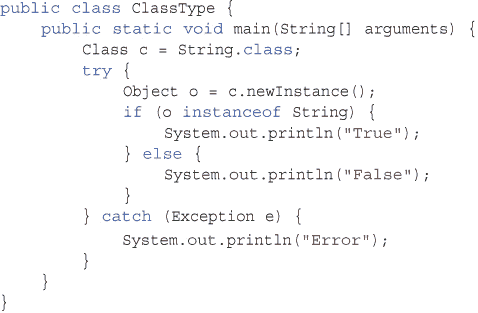 public class ClassType {
    public static void main(String[] arguments) {
        Class c = String.class;
        try {
            Object o = c.newInstance();
            if (o instanceof String) {
                System.out.println("True");
            } else {
                System.out.println("False");
            }
        } catch (Exception e) {
            System.out.println("Error");
        }
    }
}